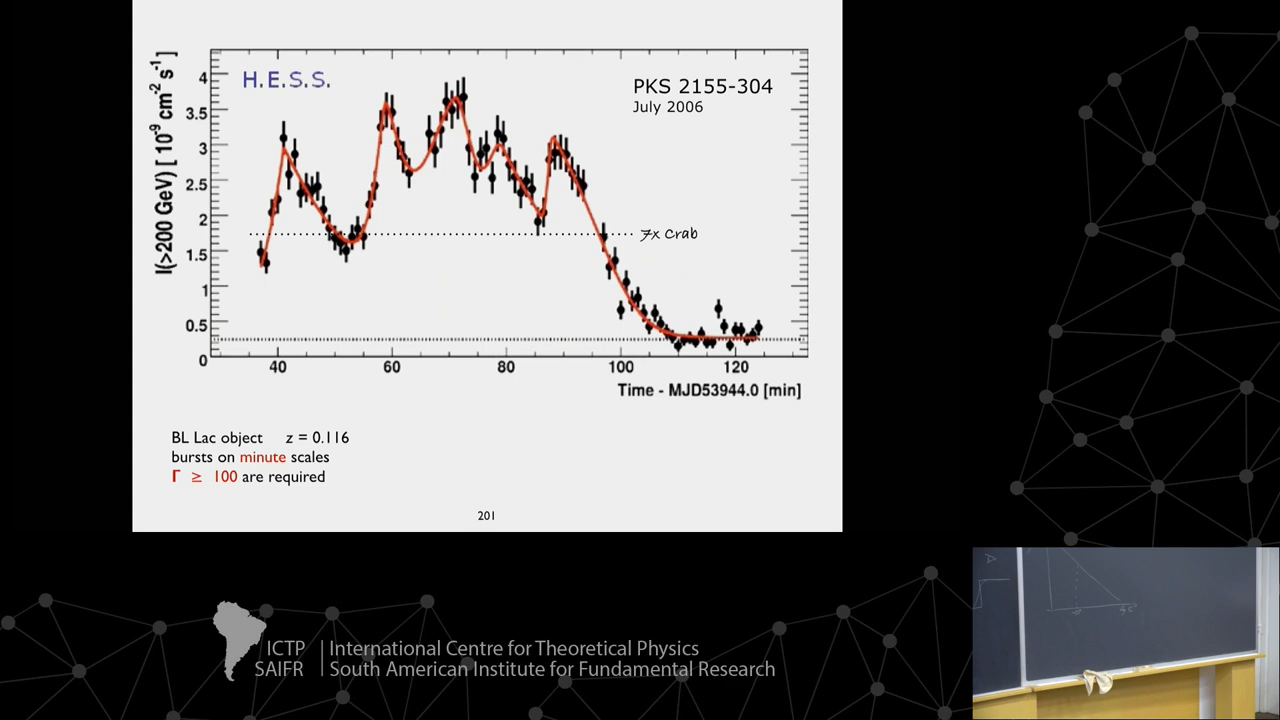 H.E.S.S.
PKS 2155-304
July 2006
I(>200 GeV) [ 10⁻⁹ cm⁻² s⁻¹ ]
4
3.5
3
2.5
2
1.5
1
0.5
0
7x Crab
40 60 80 100 120
Time - MJD53944.0 [min]
BL Lac object z = 0.116
bursts on minute scales
Γ ≥ 100 are required
201
ICTP International Centre for Theoretical Physics
SAIFR South American Institute for Fundamental Research